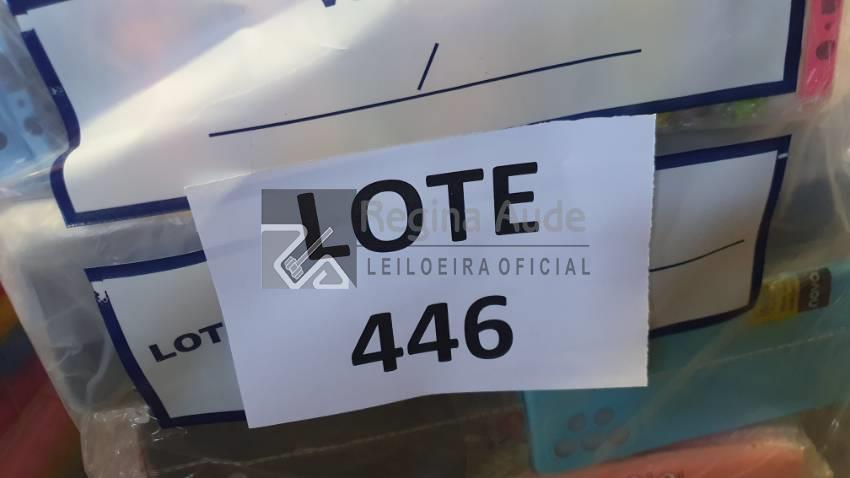 /
LOTE
Regina Aude
LEILOEIRA OFICIAL
446
LOT